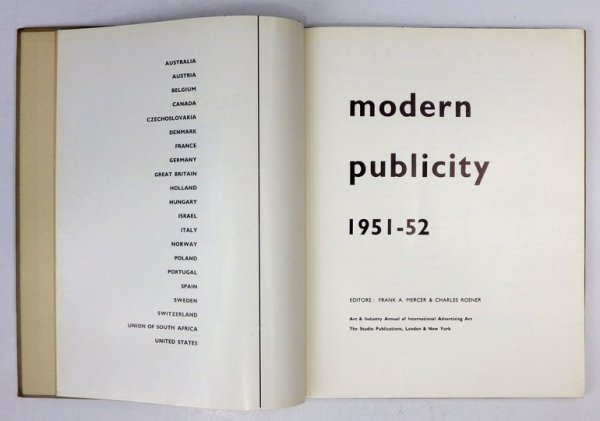 AUSTRALIA
AUSTRIA
BELGIUM
CANADA
CZECHOSLOVAKIA
DENMARK
FRANCE
GERMANY
GREAT BRITAIN
HOLLAND
HUNGARY
ISRAEL
ITALY
NORWAY
POLAND
PORTUGAL
SPAIN
SWEDEN
SWITZERLAND
UNION OF SOUTH AFRICA
UNITED STATES
modern
publicity
1951-52
EDITORS : FRANK A. MERCER & CHARLES ROSNER
Art & Industry Annual of International Advertising Art
The Studio Publications, London & New York